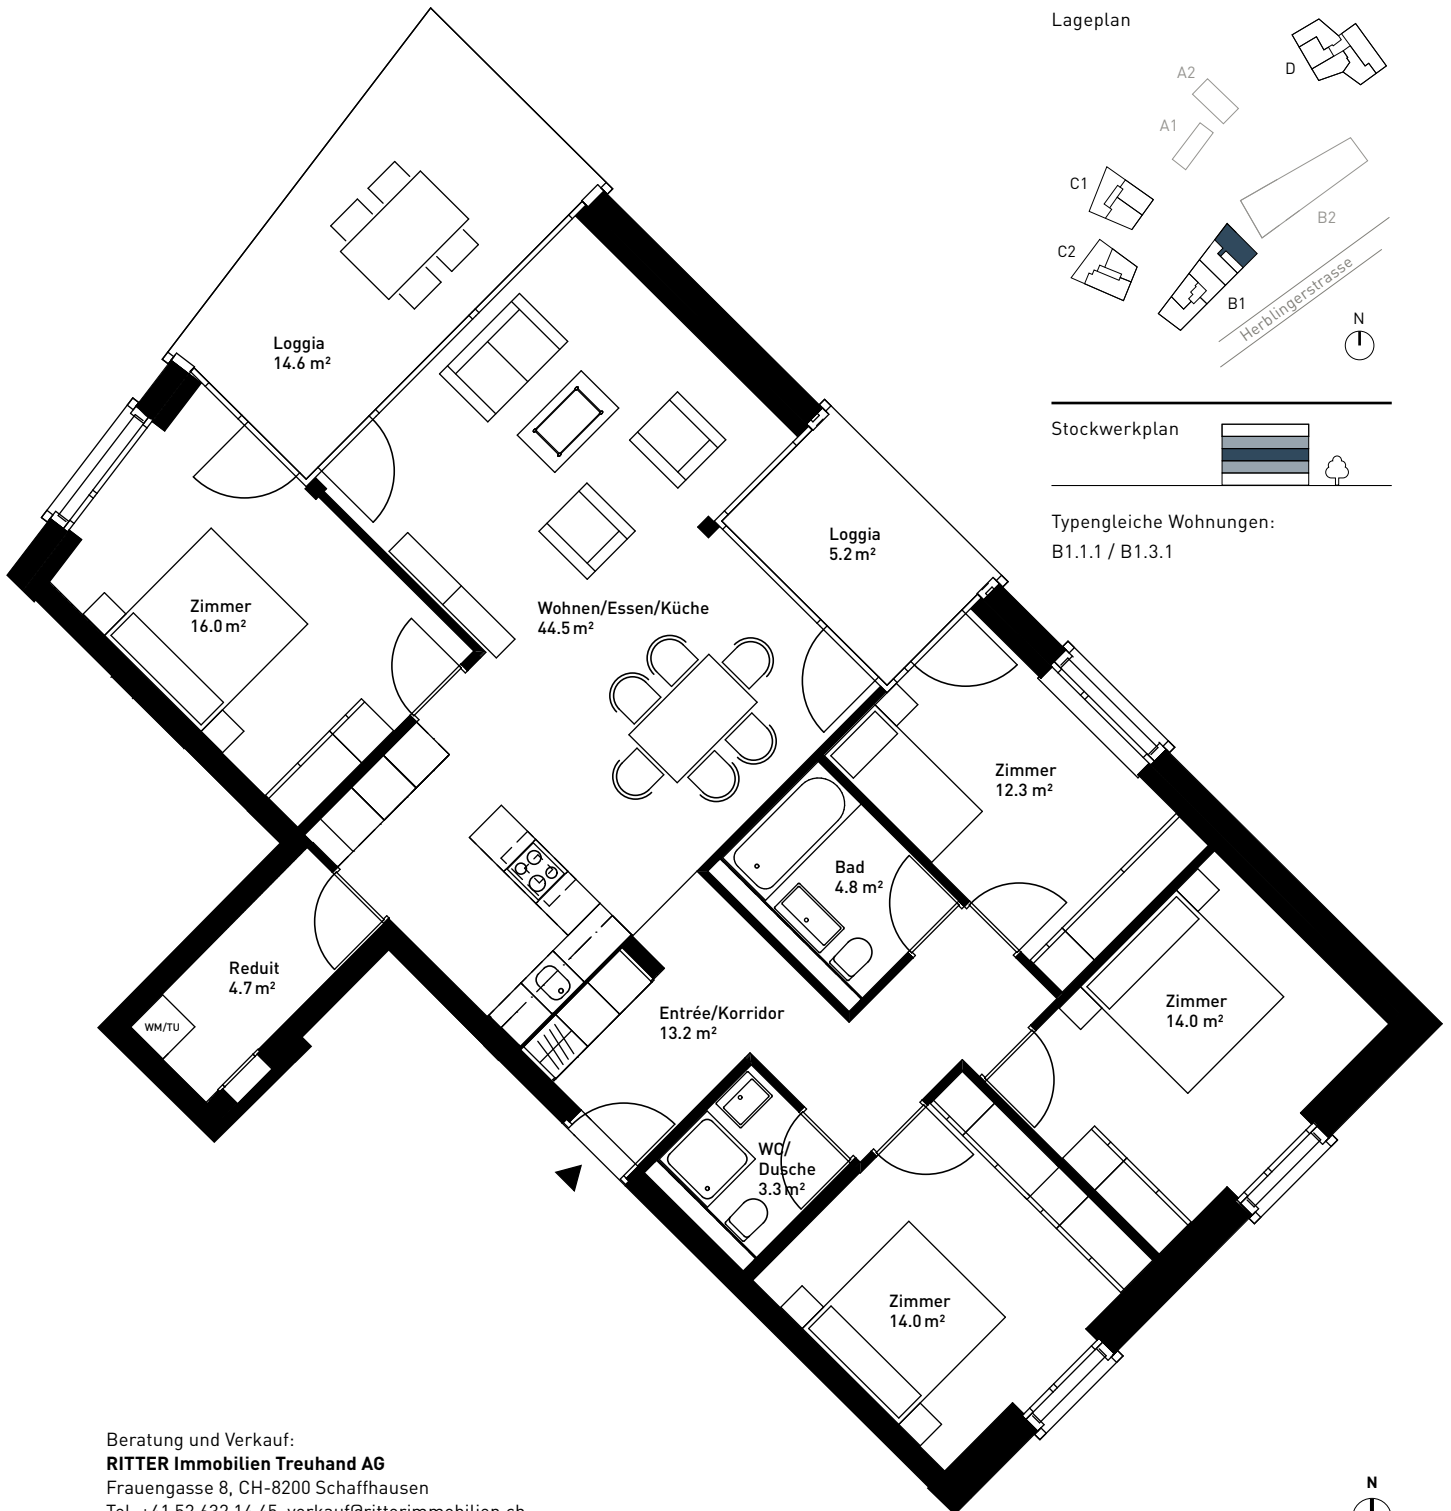 Lageplan
D
A2
A1
C1
B2
C2
B1
Herblingerstrasse
N
Stockwerkplan
Typengleiche Wohnungen:
B1.1.1 / B1.3.1
Loggia
14.6 m²
Loggia
5.2 m²
Zimmer
16.0 m²
Wohnen/Essen/Küche
44.5 m²
Zimmer
12.3 m²
Bad
4.8 m²
Reduit
4.7 m²
WM/TU
Entrée/Korridor
13.2 m²
Zimmer
14.0 m²
WC/
Dusche
3.3 m²
Zimmer
14.0 m²
Beratung und Verkauf:
RITTER Immobilien Treuhand AG
Frauengasse 8, CH-8200 Schaffhausen
N